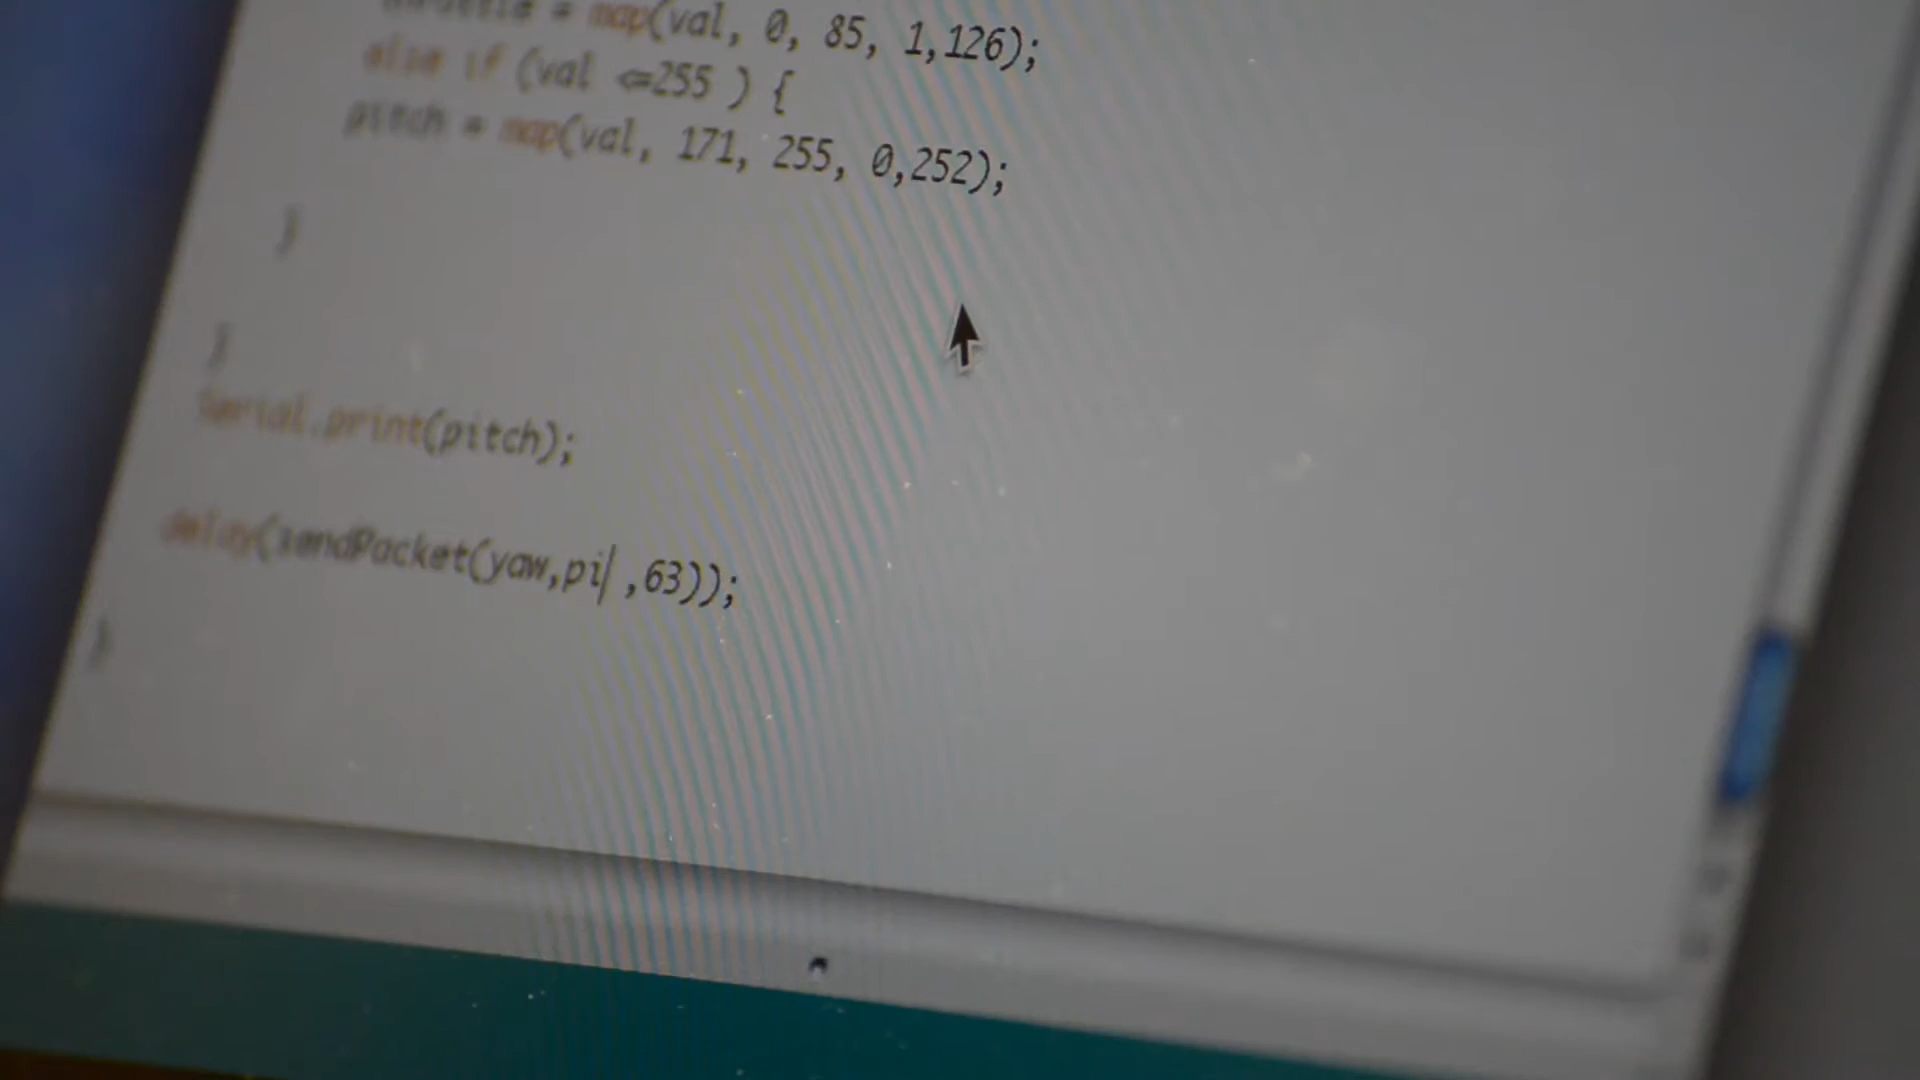 throttle = map(val, 0, 85, 1,126);
else if (val <=255 ) {
pitch = map(val, 171, 255, 0,252);
}
}
Serial.print(pitch);
delay(sendPacket(yaw,pi ,63));
}